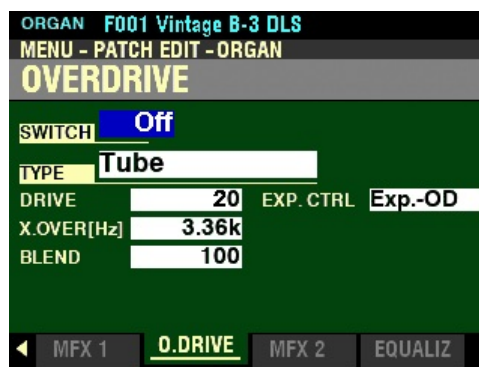 ORGAN F001 Vintage B-3 DLS
MENU - PATCH EDIT - ORGAN
OVERDRIVE
SWITCH Off
TYPE Tube
DRIVE 20 EXP. CTRL Exp.-OD
X.OVER[Hz] 3.36k
BLEND 100
MFX 1 O.DRIVE MFX 2 EQUALIZ